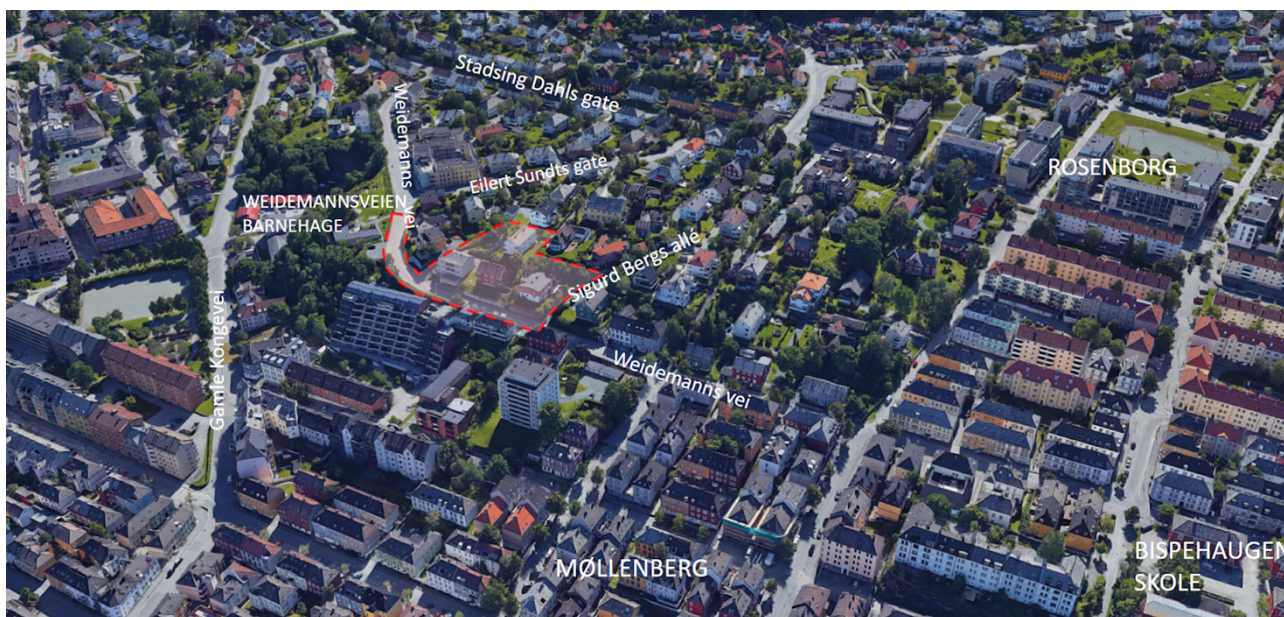 Stadsing Dahls gate
Weidemanns vei
Eilert Sundts gate
ROSENBORG
WEIDEMANNSVEIEN
BARNEHAGE
Sigurd Bergs allé
Gamle Kongevei
Weidemanns vei
MØLLENBERG
BISPEHAUGEN
SKOLE